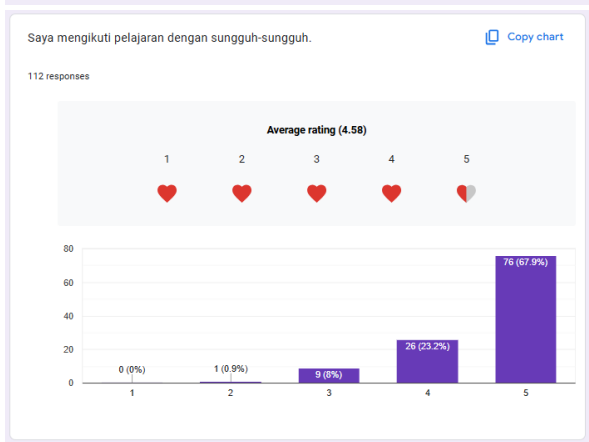 Saya mengikuti pelajaran dengan sungguh-sungguh.
Copy chart
112 responses
Average rating (4.58)
1 2 3 4 5
80
60
40
20
0
0 (0%)
1 (0.9%)
9 (8%)
26 (23.2%)
76 (67.9%)
1 2 3 4 5